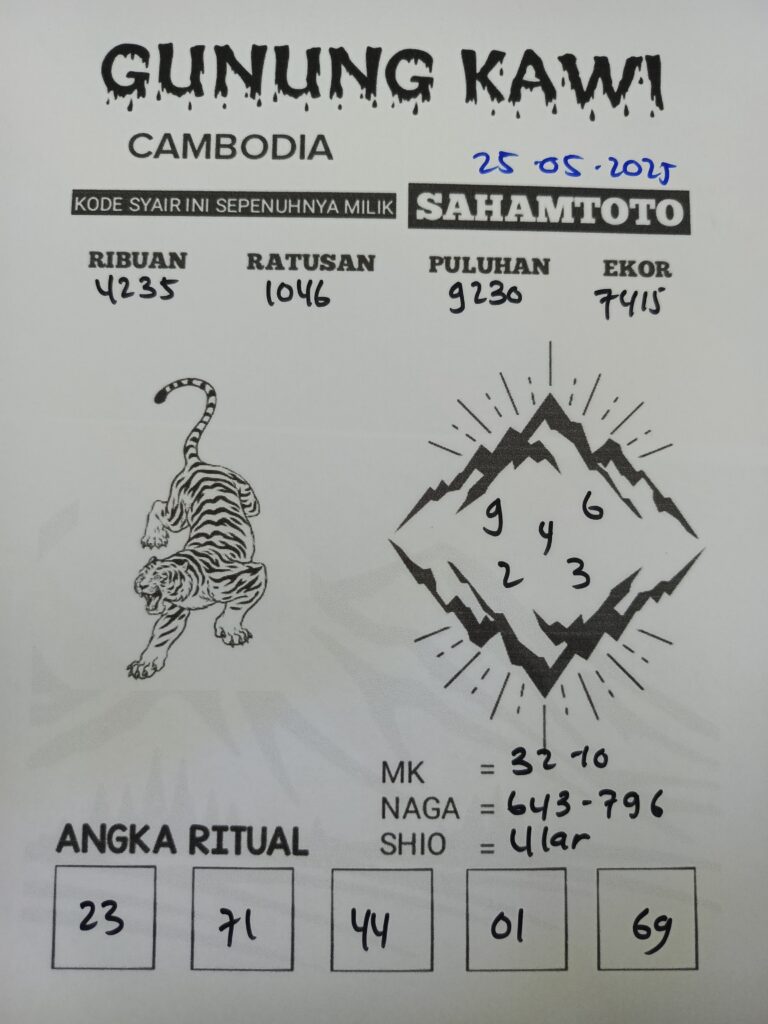 GUNUNG KAWI
CAMBODIA
25-05-2025
KODE SYAIR INI SEPENUHNYA MILIK SAHAMTOTO
RIBUAN RATUSAN PULUHAN EKOR
4235 1046 9230 7415
9 6
4
2 3
MK = 32-10
NAGA = 643-796
SHIO = Ular
ANGKA RITUAL
23 71 44 01 69